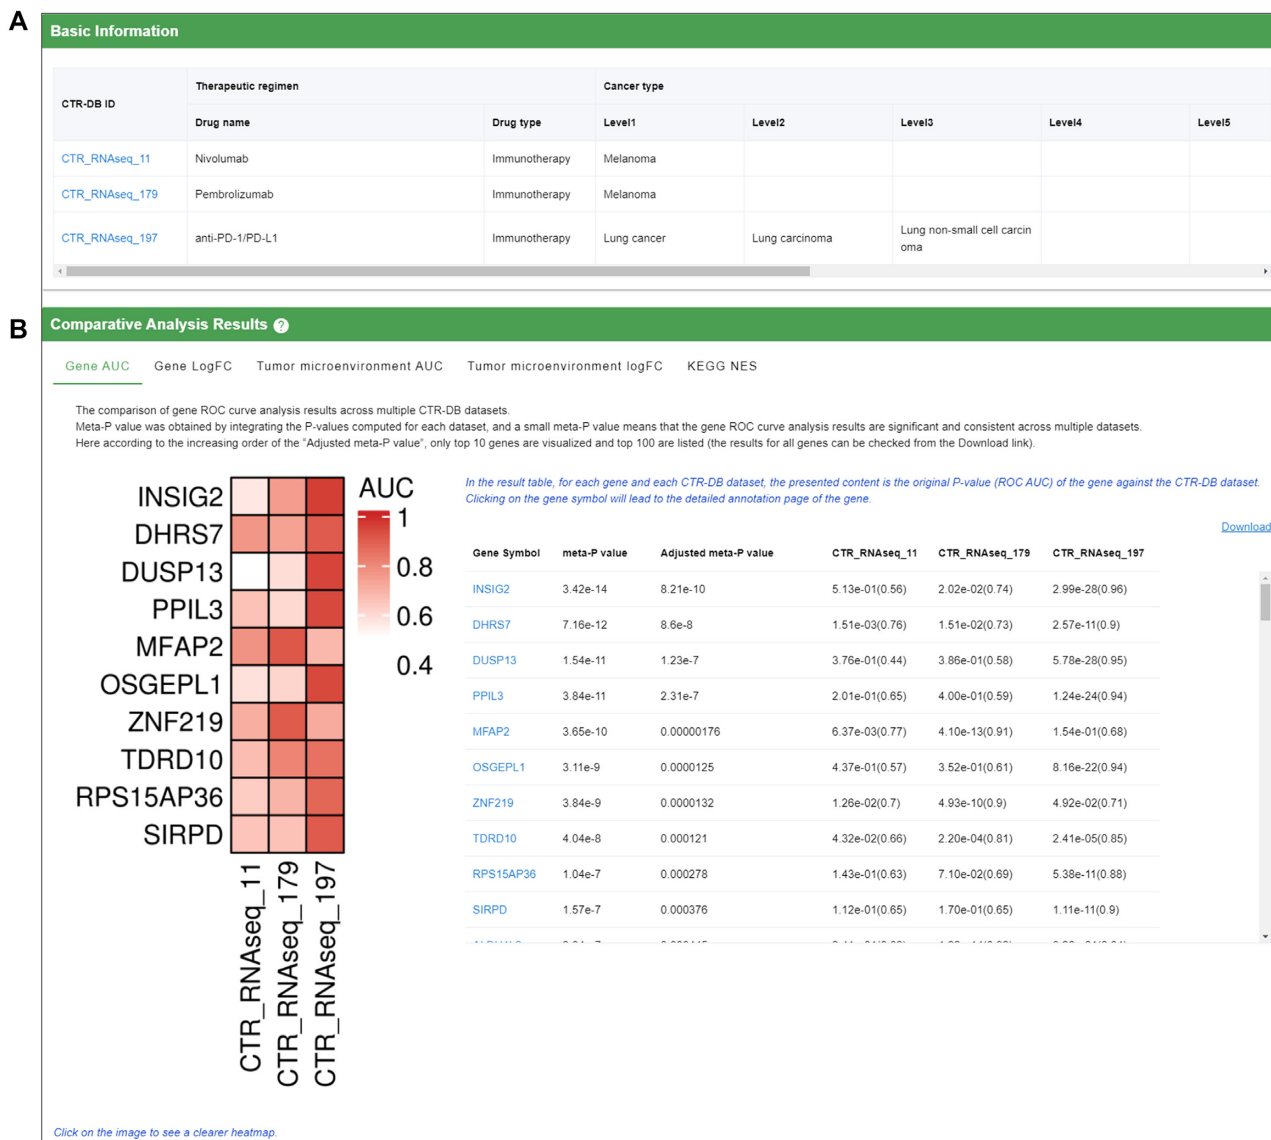 A
Basic Information
CTR-DB ID
Therapeutic regimen
Cancer type
Drug name
Drug type
Level1
Level2
Level3
Level4
Level5
CTR_RNAseq_11
Nivolumab
Immunotherapy
Melanoma
CTR_RNAseq_179
Pembrolizumab
Immunotherapy
Melanoma
CTR_RNAseq_197
anti-PD-1/PD-L1
Immunotherapy
Lung cancer
Lung carcinoma
Lung non-small cell carcin
oma
B
Comparative Analysis Results ?
Gene AUC
Gene LogFC
Tumor microenvironment AUC
Tumor microenvironment logFC
KEGG NES
The comparison of gene ROC curve analysis results across multiple CTR-DB datasets.
Meta-P value was obtained by integrating the P-values computed for each dataset, and a small meta-P value means that the gene ROC curve analysis results are significant and consistent across multiple datasets.
Here according to the increasing order of the "Adjusted meta-P value", only top 10 genes are visualized and top 100 are listed (the results for all genes can be checked from the Download link).
INSIG2
DHRS7
DUSP13
PPIL3
MFAP2
OSGEPL1
ZNF219
TDRD10
RPS15AP36
SIRPD
CTR_RNAseq_11
CTR_RNAseq_179
CTR_RNAseq_197
AUC
1
0.8
0.6
0.4
In the result table, for each gene and each CTR-DB dataset, the presented content is the original P-value (ROC AUC) of the gene against the CTR-DB dataset.
Clicking on the gene symbol will lead to the detailed annotation page of the gene.
Download
Gene Symbol meta-P value Adjusted meta-P value CTR_RNAseq_11 CTR_RNAseq_179 CTR_RNAseq_197
INSIG2 3.42e-14 8.21e-10 5.13e-01(0.56) 2.02e-02(0.74) 2.99e-28(0.96)
DHRS7 7.16e-12 8.6e-8 1.51e-03(0.76) 1.51e-02(0.73) 2.57e-11(0.9)
DUSP13 1.54e-11 1.23e-7 3.76e-01(0.44) 3.86e-01(0.58) 5.78e-28(0.95)
PPIL3 3.84e-11 2.31e-7 2.01e-01(0.65) 4.00e-01(0.59) 1.24e-24(0.94)
MFAP2 3.65e-10 0.00000176 6.37e-03(0.77) 4.10e-13(0.91) 1.54e-01(0.68)
OSGEPL1 3.11e-9 0.0000125 4.37e-01(0.57) 3.52e-01(0.61) 8.16e-22(0.94)
ZNF219 3.84e-9 0.0000132 1.26e-02(0.7) 4.93e-10(0.9) 4.92e-02(0.71)
TDRD10 4.04e-8 0.000121 4.32e-02(0.66) 2.20e-04(0.81) 2.41e-05(0.85)
RPS15AP36 1.04e-7 0.000278 1.43e-01(0.63) 7.10e-02(0.69) 5.38e-11(0.88)
SIRPD 1.57e-7 0.000376 1.12e-01(0.65) 1.70e-01(0.65) 1.11e-11(0.9)
Click on the image to see a clearer heatmap.